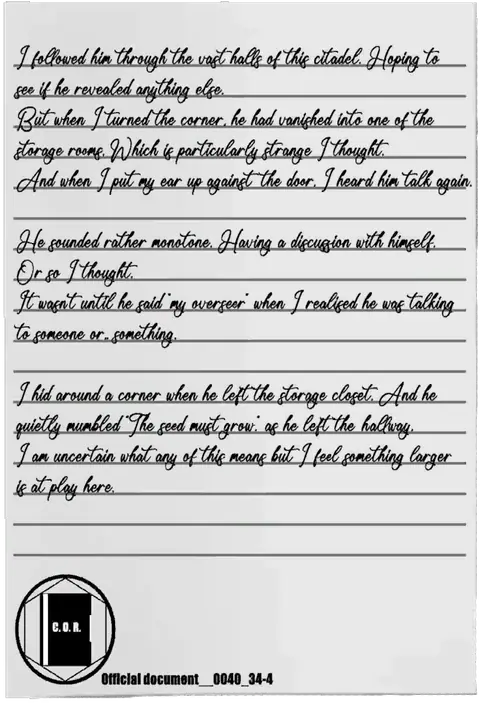 I followed him through the vast halls of this citadel. Hoping to
see if he revealed anything else.
But when I turned the corner, he had vanished into one of the
storage rooms. Which is particularly strange I thought.
And when I put my ear up against the door, I heard him talk again.
He sounded rather monotone. Having a discussion with himself.
Or so I thought.
It wasn't until he said "my overseer" when I realised he was talking
to someone or.. something.
I hid around a corner when he left the storage closet. And he
quietly mumbled "The seed must grow." as he left the hallway.
I am uncertain what any of this means but I feel something larger
is at play here.
C. O. R.
Official document__0040_34-4